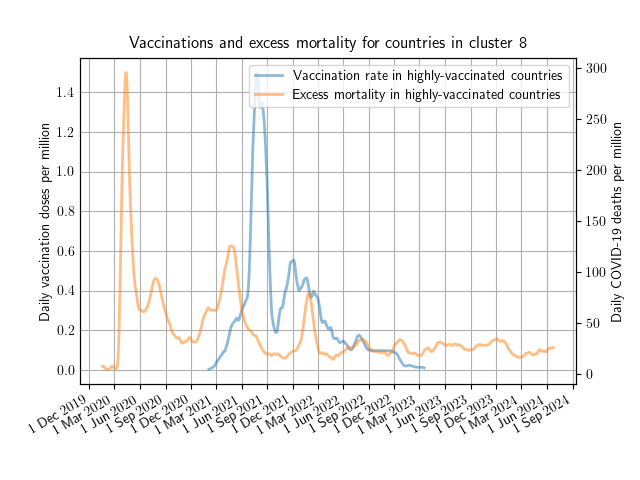 Vaccinations and excess mortality for countries in cluster 8
Vaccination rate in highly-vaccinated countries
Excess mortality in highly-vaccinated countries
Daily vaccination doses per million
1.4
1.2
1.0
0.8
0.6
0.4
0.2
0.0
Daily COVID-19 deaths per million
300
250
200
150
100
50
0
1 Dec 2019
1 Mar 2020
1 Jun 2020
1 Sep 2020
1 Dec 2020
1 Mar 2021
1 Jun 2021
1 Sep 2021
1 Dec 2021
1 Mar 2022
1 Jun 2022
1 Sep 2022
1 Dec 2022
1 Mar 2023
1 Jun 2023
1 Sep 2023
1 Dec 2023
1 Mar 2024
1 Jun 2024
1 Sep 2024